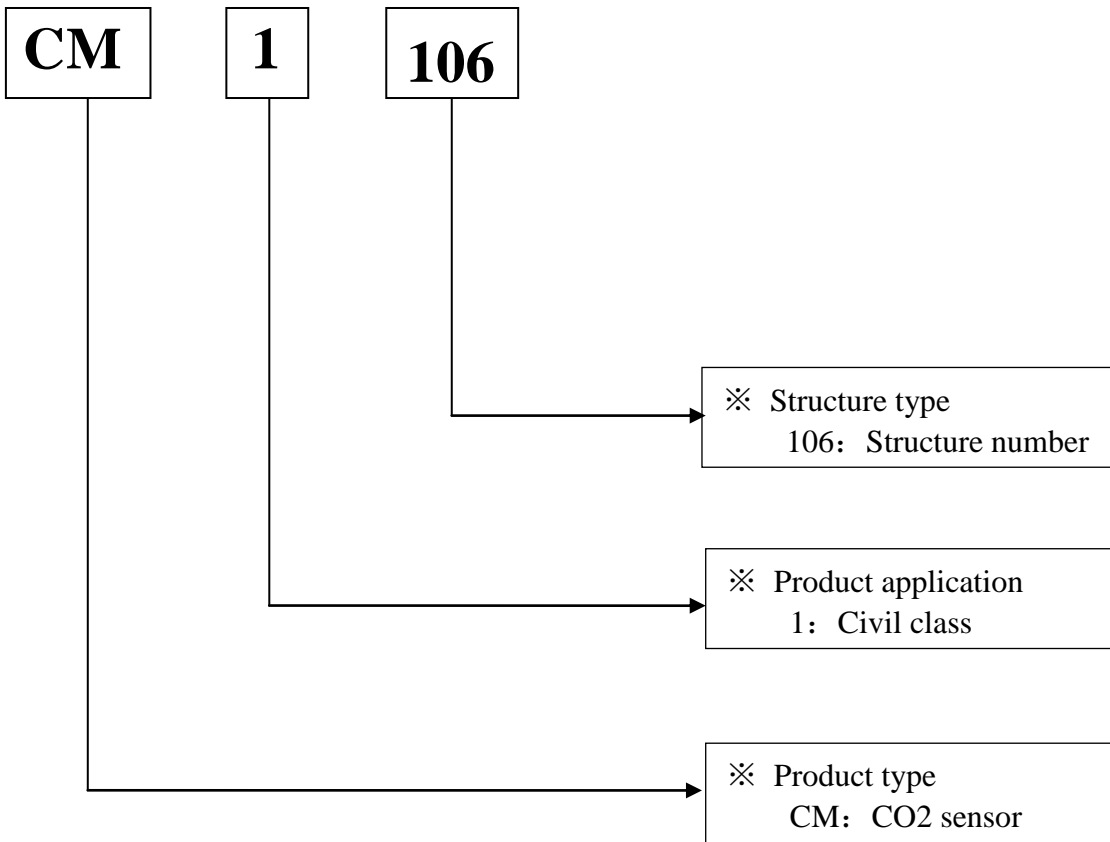 CM 1 106
※ Structure type
106：Structure number
※ Product application
1：Civil class
※ Product type
CM：CO2 sensor